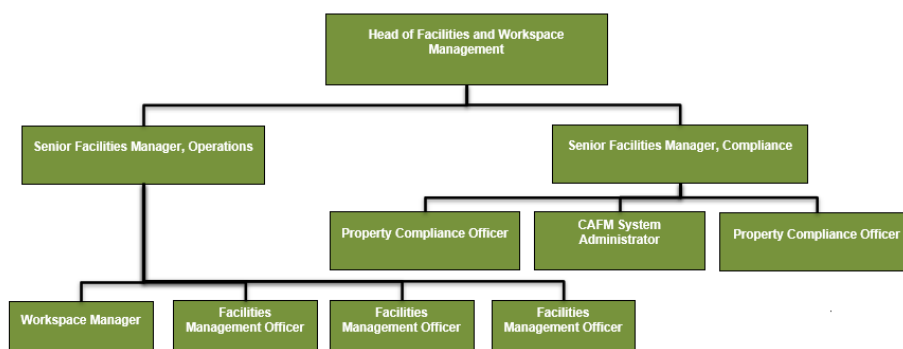 Head of Facilities and Workspace
Management
Senior Facilities Manager, Operations
Senior Facilities Manager, Compliance
Property Compliance Officer
CAFM System
Administrator
Property Compliance Officer
Workspace Manager
Facilities
Management Officer
Facilities
Management Officer
Facilities
Management Officer